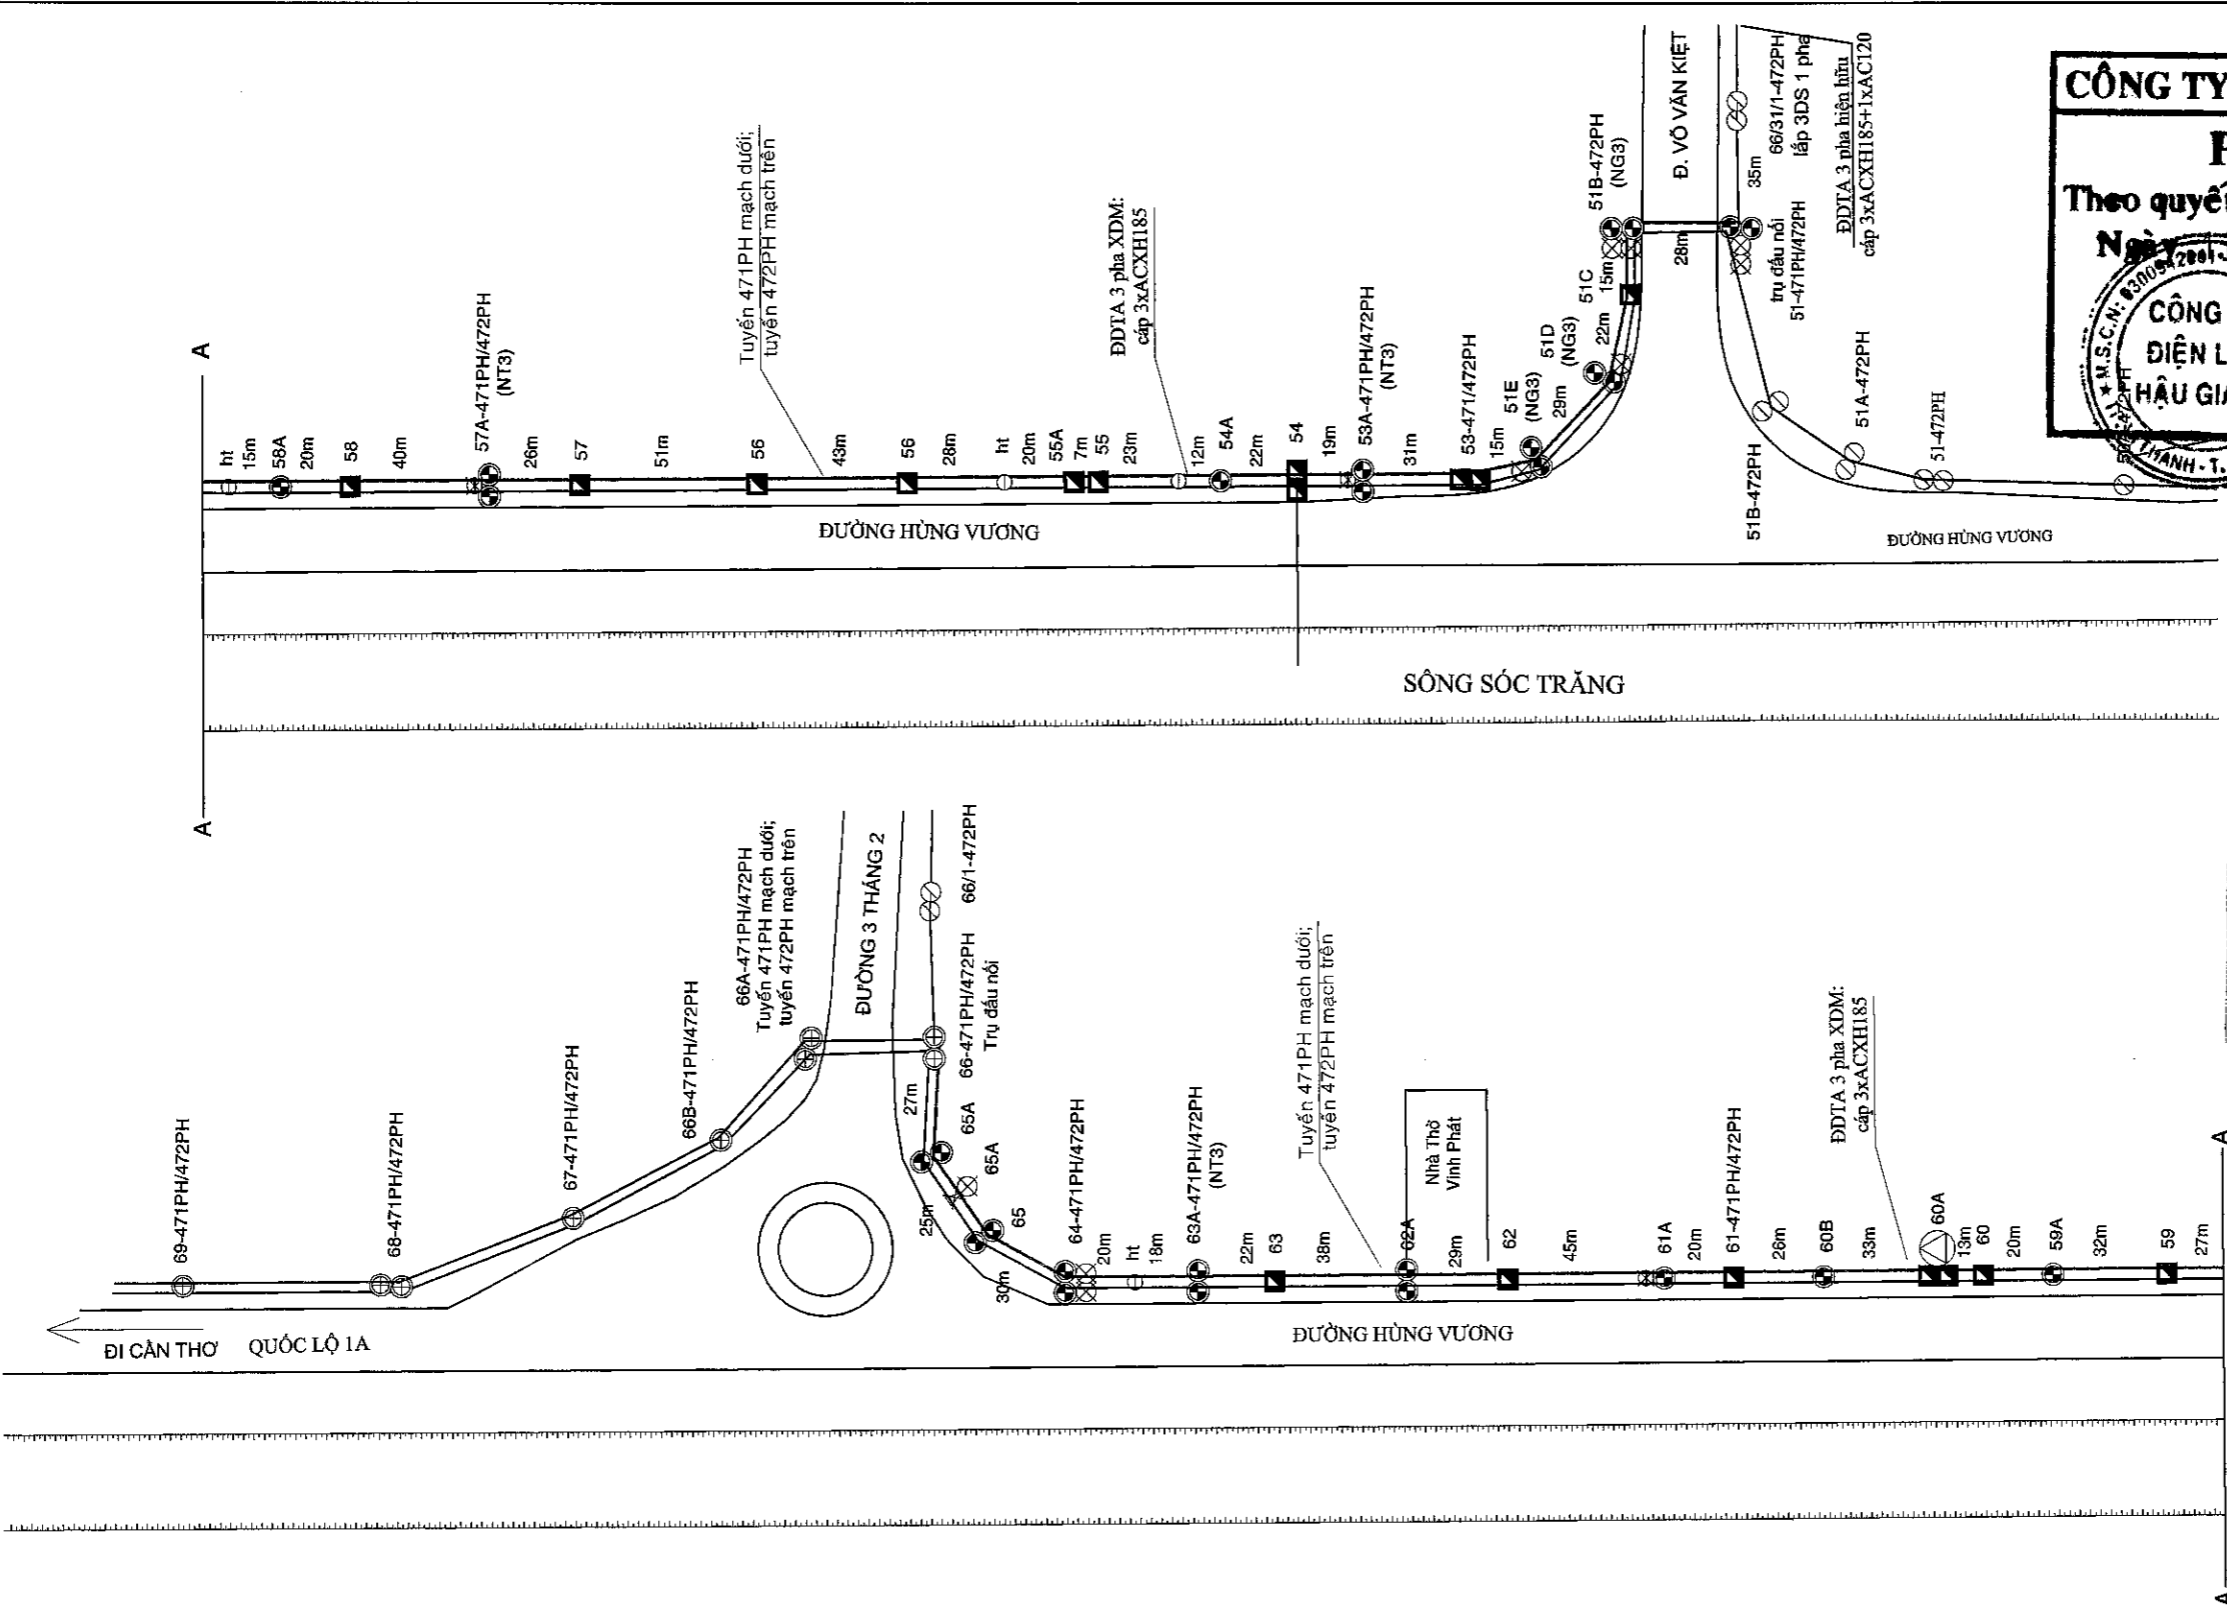 A
ht
15m
58A
20m
58
40m
57A-471PH/472PH
(NT3)
26m
57
51m
56
Tuyến 471PH mạch dưới;
tuyến 472PH mạch trên
43m
56
28m
ht
20m
55A
7m
55
23m
ĐDTA 3 pha XDM:
cáp 3xACXH185
12m
54A
22m
54
19m
53A-471PH/472PH
(NT3)
31m
53-471/472PH
15m
51E
(NG3)
29m
51D
(NG3)
22m
51C
15m
51B-472PH
(NG3)
28m
Đ. VÕ VĂN KIỆT
35m
66/31/1-472PH
lắp 3DS 1 pha
trụ đấu nối
51-471PH/472PH
ĐDTA 3 pha hiện hữu
cáp 3xACXH185+1xAC120
51B-472PH
51A-472PH
51-472PH
ĐƯỜNG HÙNG VƯƠNG
ĐƯỜNG HÙNG VƯƠNG
SÔNG SÓC TRĂNG
CÔNG TY
Theo quyết
Ngày
M.S.C.N:
CÔNG
ĐIỆN L
HẬU GIA
A
69-471PH/472PH
68-471PH/472PH
67-471PH/472PH
66B-471PH/472PH
66A-471PH/472PH
Tuyến 471PH mạch dưới;
tuyến 472PH mạch trên
ĐƯỜNG 3 THÁNG 2
66/1-472PH
66-471PH/472PH
Trụ đấu nối
27m
65A
65A
25m
65
30m
64-471PH/472PH
20m
ht
18m
63A-471PH/472PH
(NT3)
22m
63
38m
Tuyến 471PH mạch dưới;
tuyến 472PH mạch trên
62A
29m
Nhà Thờ
Vinh Phát
62
45m
61A
20m
61-471PH/472PH
26m
60B
33m
ĐDTA 3 pha XDM:
cáp 3xACXH185
60A
13m
60
20m
59A
32m
59
27m
A
A
ĐI CẦN THƠ
QUỐC LỘ 1A
ĐƯỜNG HÙNG VƯƠNG